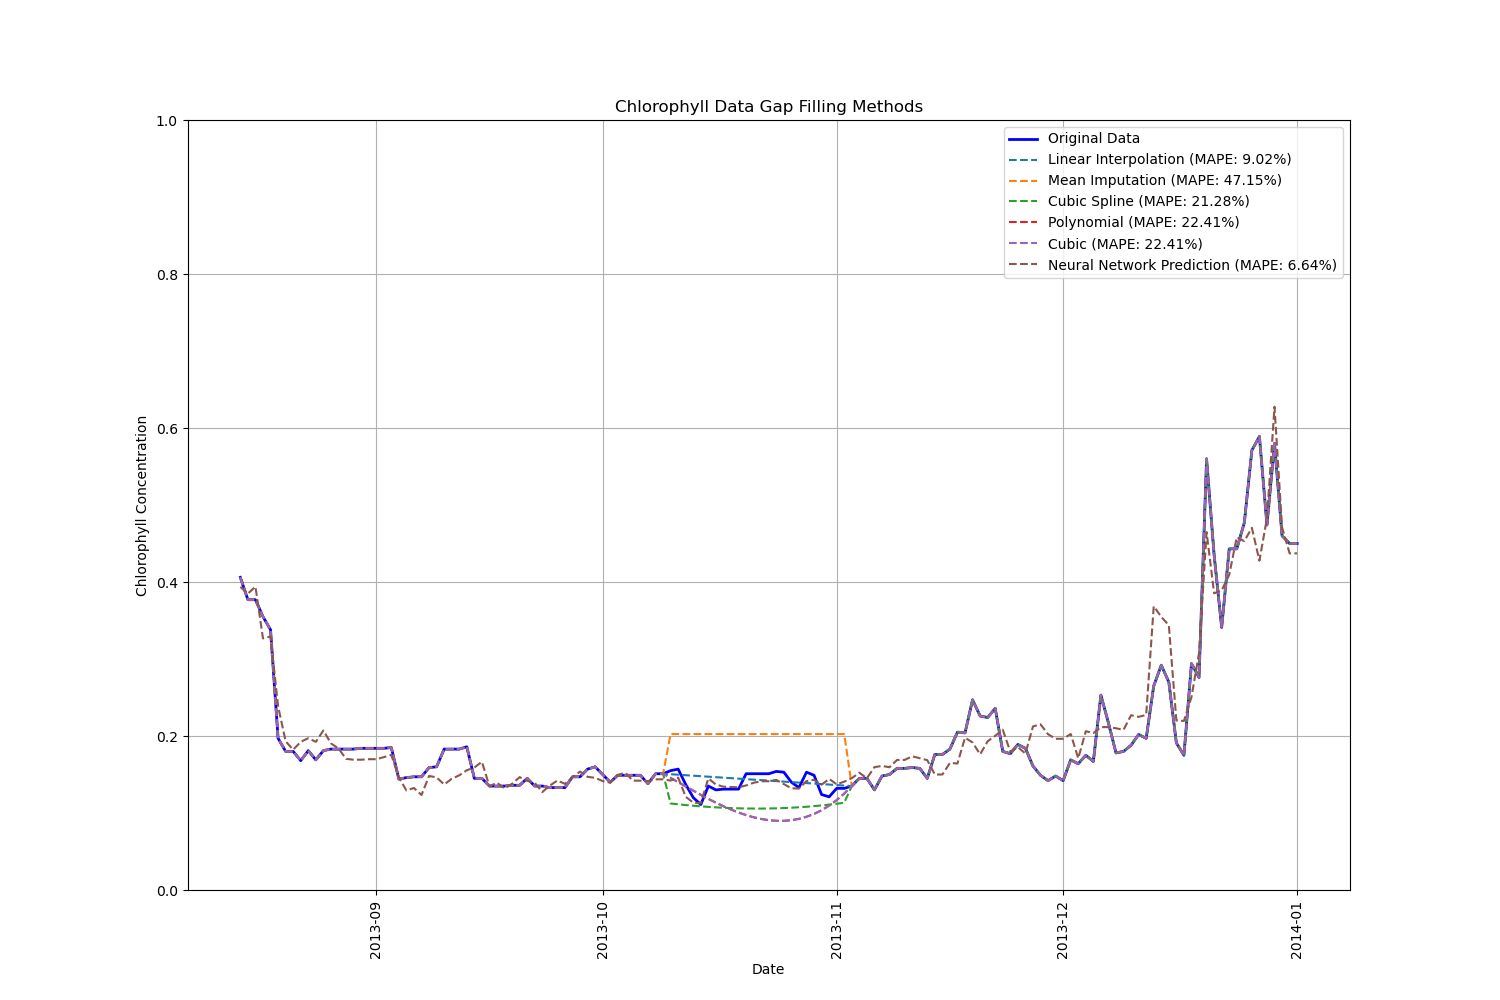 Chlorophyll Data Gap Filling Methods
1.0
0.8
0.6
0.4
0.2
0.0
Chlorophyll Concentration
Original Data
Linear Interpolation (MAPE: 9.02%)
Mean Imputation (MAPE: 47.15%)
Cubic Spline (MAPE: 21.28%)
Polynomial (MAPE: 22.41%)
Cubic (MAPE: 22.41%)
Neural Network Prediction (MAPE: 6.64%)
2013-09
2013-10
2013-11
2013-12
2014-01
Date